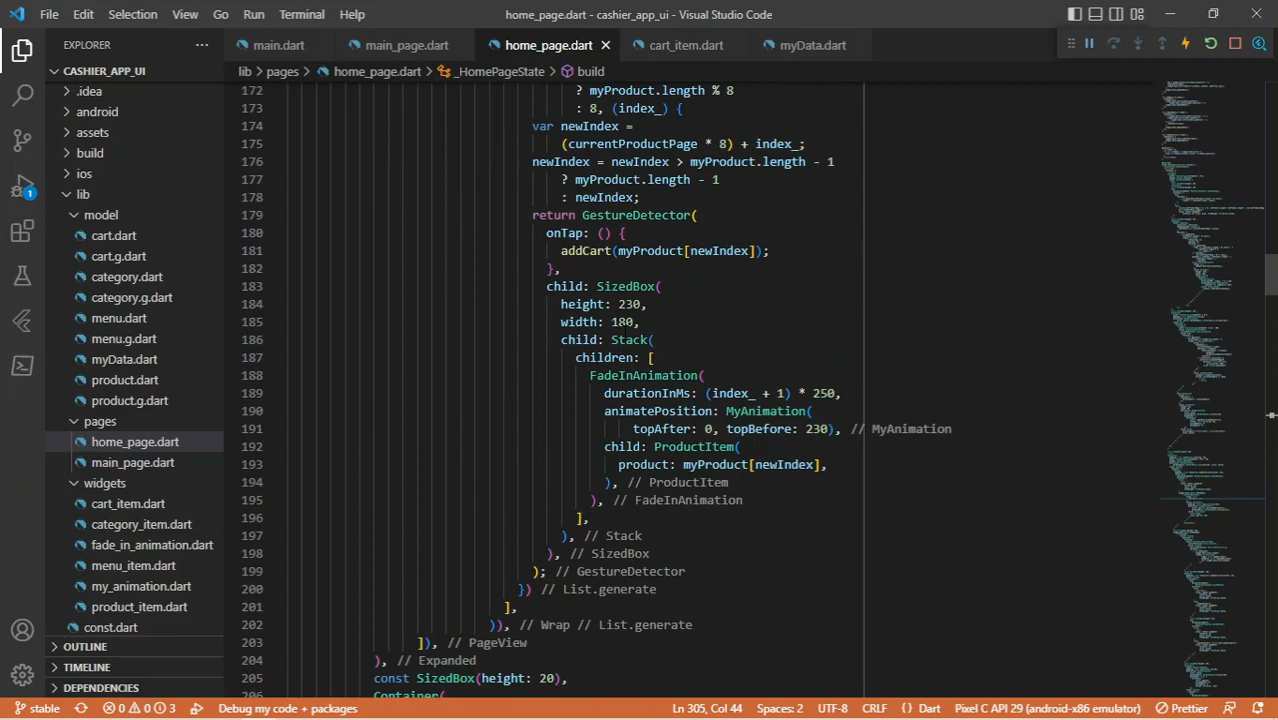 File Edit Selection View Go Run Terminal Help
home_page.dart - cashier_app_ui - Visual Studio Code
EXPLORER
main.dart
main_page.dart
home_page.dart
cart_item.dart
myData.dart
CASHIER_APP_UI
lib > pages > home_page.dart > _HomePageState > build
.idea
android
assets
build
ios
lib
model
cart.dart
cart.g.dart
category.dart
category.g.dart
menu.dart
menu.g.dart
myData.dart
product.dart
product.g.dart
pages
home_page.dart
main_page.dart
widgets
cart_item.dart
category_item.dart
fade_in_animation.dart
menu_item.dart
my_animation.dart
product_item.dart
const.dart
OUTLINE
TIMELINE
DEPENDENCIES
1
172 ? myProduct.length % 8
173 : 8, (index_) {
174 var newIndex =
175 (currentProductPage * 8) + index_;
176 newIndex = newIndex > myProduct.length - 1
177 ? myProduct.length - 1
178 : newIndex;
179 return GestureDetector(
180 onTap: () {
181 addCart(myProduct[newIndex]);
182 },
183 child: SizedBox(
184 height: 230,
185 width: 180,
186 child: Stack(
187 children: [
188 FadeInAnimation(
189 durationInMs: (index_ + 1) * 250,
190 animatePosition: MyAnimation(
191 topAfter: 0, topBefore: 230), // MyAnimation
192 child: ProductItem(
193 product: myProduct[newIndex],
194 ), // ProductItem
195 ), // FadeInAnimation
196 ],
197 ), // Stack
198 ), // SizedBox
199 ); // GestureDetector
200 }) // List.generate
201 ],
202 )), // Wrap // List.generate
203 ]), // PageView
204 ), // Expanded
205 const SizedBox(height: 20),
206 Container(
stable
0 0 3
Debug my code + packages
Ln 305, Col 44
Spaces: 2
UTF-8
CRLF
{ } Dart
Pixel C API 29 (android-x86 emulator)
Prettier